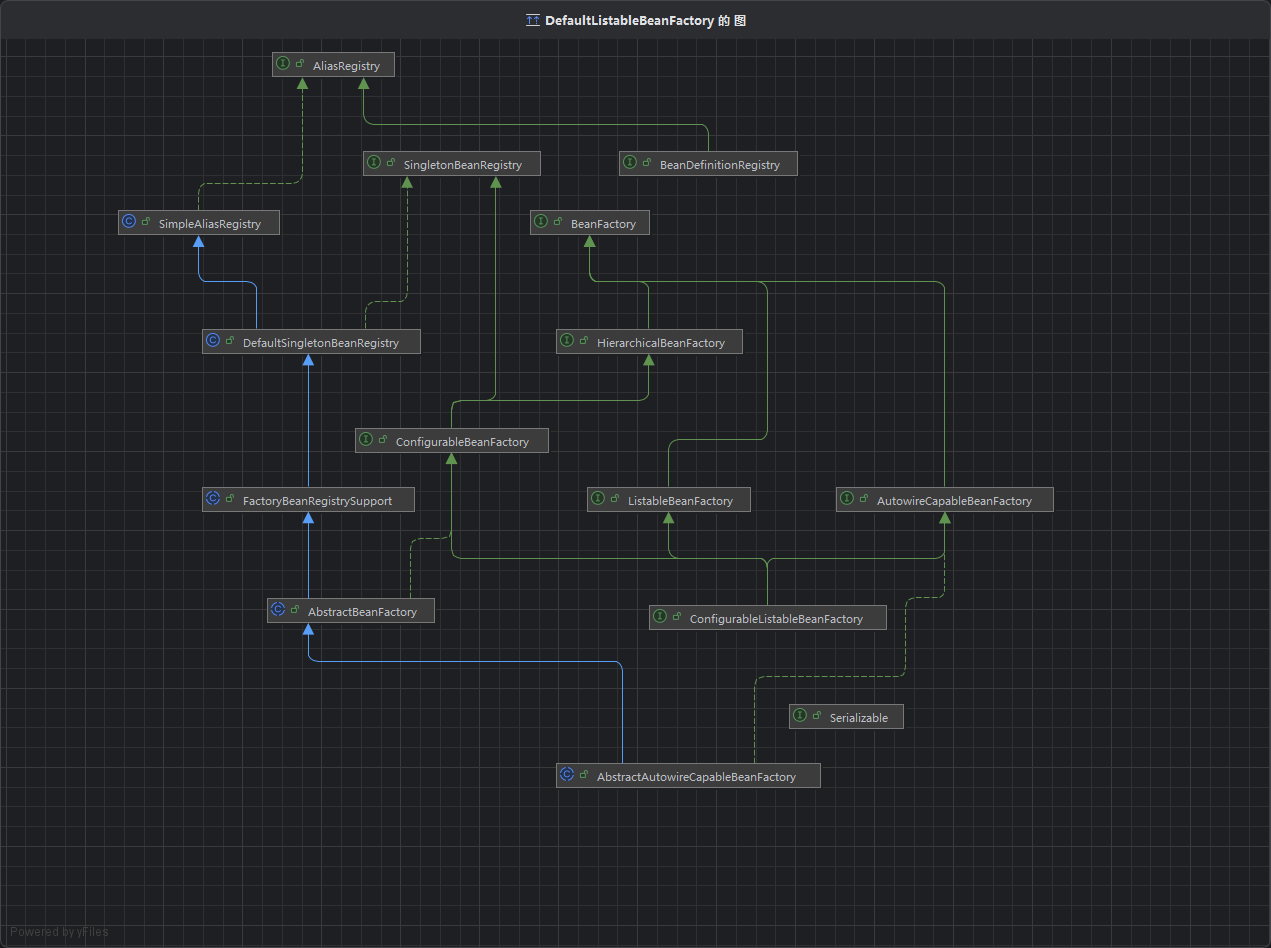 DefaultListableBeanFactory 的 图
AliasRegistry
SingletonBeanRegistry
BeanDefinitionRegistry
SimpleAliasRegistry
BeanFactory
DefaultSingletonBeanRegistry
HierarchicalBeanFactory
ConfigurableBeanFactory
FactoryBeanRegistrySupport
ListableBeanFactory
AutowireCapableBeanFactory
AbstractBeanFactory
ConfigurableListableBeanFactory
Serializable
AbstractAutowireCapableBeanFactory
Powered by yFiles